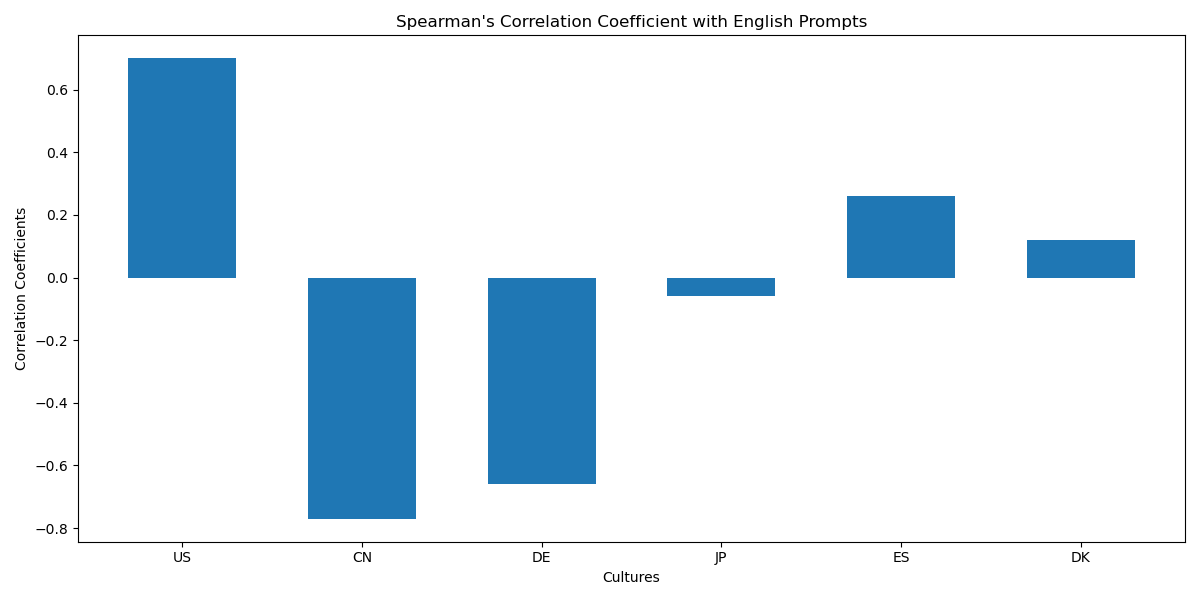 Spearman's Correlation Coefficient with English Prompts
Correlation Coefficients
0.6
0.4
0.2
0.0
−0.2
−0.4
−0.6
−0.8
US CN DE JP ES DK
Cultures